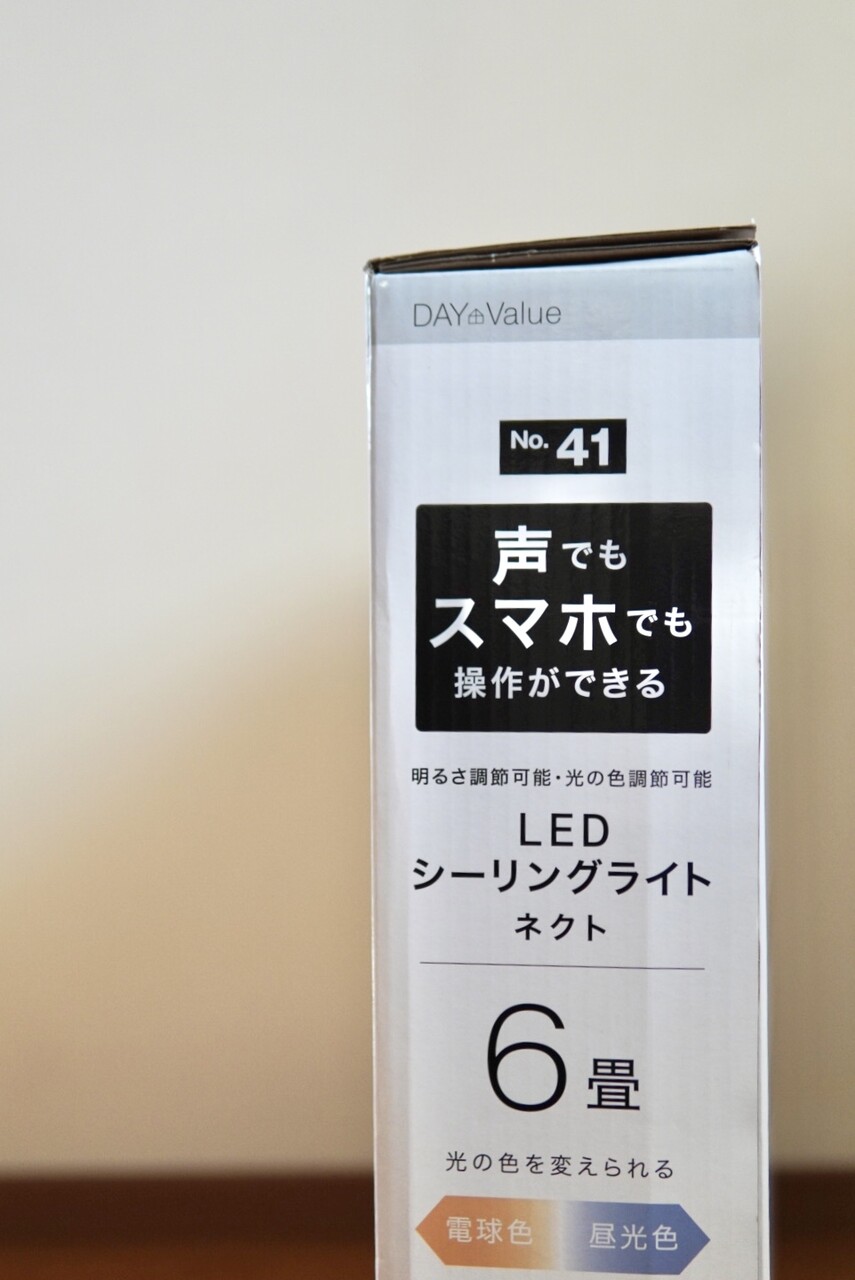 DAY Value
No. 41
声でも
スマホでも
操作ができる
明るさ調節可能・光の色調節可能
LED
シーリングライト
ネクト
6畳
光の色を変えられる
電球色 昼光色